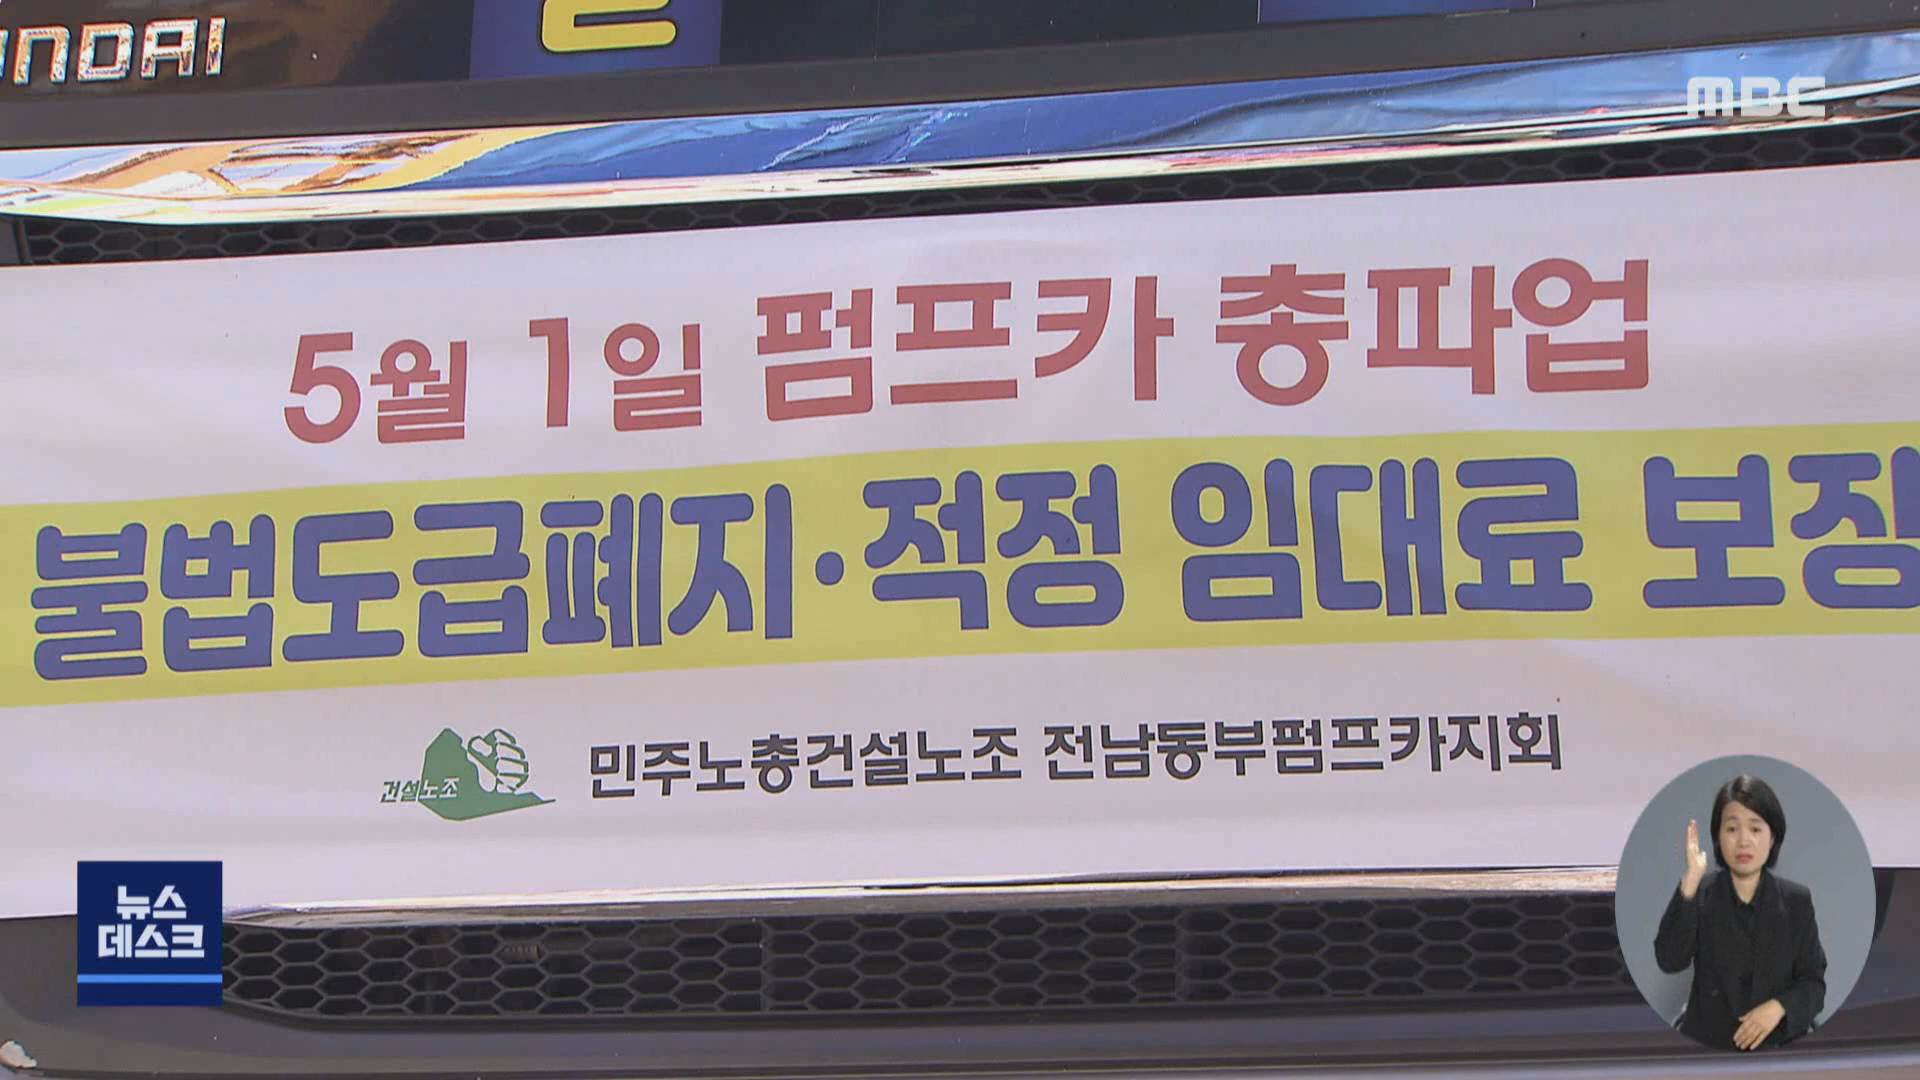 MBC
5월 1일 펌프카 총파업
불법도급폐지·적정 임대료 보장
건설노조
민주노총건설노조 전남동부펌프카지회
뉴스
데스크